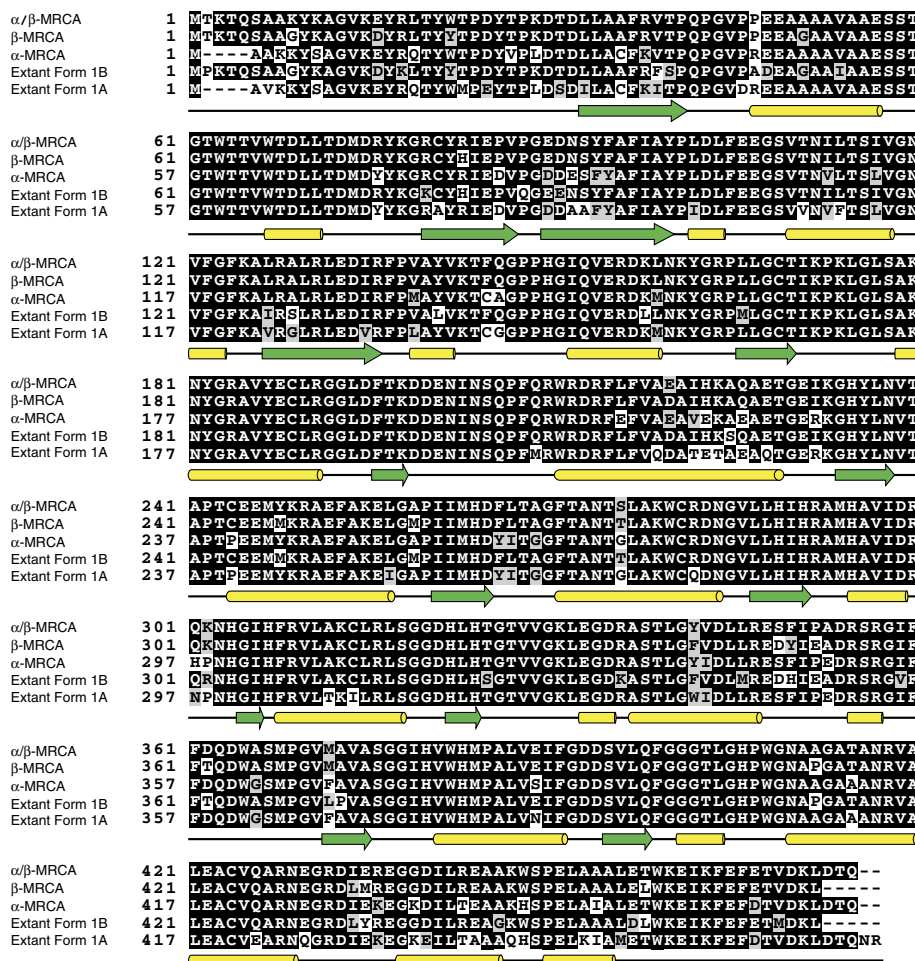 α/β-MRCA 1 MTKTQSAAKYKAGVKEYRLTYWTPDYTPKDTDLLAAFRVTPQPGVPPEEAAAAVAAESST
β-MRCA 1 MTKTQSAAGYKAGVKDYRLTYYTPDYTPKDTDLLAAFRVTPQPGVPPEEAGAAVAAESST
α-MRCA 1 M----AAKKYSAGVKEYRQTYWTPDYVPLDTDLLACFKVTPQPGVPREEAAAAVAAESST
Extant Form 1B 1 MPKTQSAAGYKAGVKDYKLTYYTPDYTPKDTDLLAAFRFSPQPGVPADEAGAAIAAESST
Extant Form 1A 1 M----AVKKYSAGVKEYRQTYWMPEYTPLDSDILACFKITPQPGVDREEAAAAVAAESST
α/β-MRCA 61 GTWTTVWTDLLTDMDRYKGRCYRIEPVPGEDNSYFAFIAYPLDLFEEGSVTNILTSIVGN
β-MRCA 61 GTWTTVWTDLLTDMDRYKGRCYHIEPVPGEDNSYFAFIAYPLDLFEEGSVTNILTSIVGN
α-MRCA 57 GTWTTVWTDLLTDMDYYKGRCYRIEDVPGDDESFYAFIAYPLDLFEEGSVTNVLTSLVGN
Extant Form 1B 61 GTWTTVWTDLLTDMDRYKGKCYHIEPVQGEENSYFAFIAYPLDLFEEGSVTNILTSIVGN
Extant Form 1A 57 GTWTTVWTDLLTDMDYYKGRAYRIEDVPGDDAAFYAFIAYPIDLFEEGSVVNVFTSLVGN
α/β-MRCA 121 VFGFKALRALRLEDIRFPVAYVKTFQGPPHGIQVERDKLNKYGRPLLGCTIKPKLGLSAK
β-MRCA 121 VFGFKALRALRLEDIRFPVAYVKTFQGPPHGIQVERDKLNKYGRPLLGCTIKPKLGLSAK
α-MRCA 117 VFGFKALRALRLEDIRFPMAYVKTCAGPPHGIQVERDKMNKYGRPLLGCTIKPKLGLSAK
Extant Form 1B 121 VFGFKAIRSLRLEDIRFPVALVKTFQGPPHGIQVERDLLNKYGRPMLGCTIKPKLGLSAK
Extant Form 1A 117 VFGFKAVRGLRLEDVRFPLAYVKTCGGPPHGIQVERDKMNKYGRPLLGCTIKPKLGLSAK
α/β-MRCA 181 NYGRAVYECLRGGLDFTKDDENINSQPFQRWRDRFLFVAEAIHKAQAETGEIKGHYLNVT
β-MRCA 181 NYGRAVYECLRGGLDFTKDDENINSQPFQRWRDRFLFVADAIHKAQAETGEIKGHYLNVT
α-MRCA 177 NYGRAVYECLRGGLDFTKDDENINSQPFQRWRDRFEFVAEAVEKAEAETGERKGHYLNVT
Extant Form 1B 181 NYGRAVYECLRGGLDFTKDDENINSQPFQRWRDRFLFVADAIHKSQAETGEIKGHYLNVT
Extant Form 1A 177 NYGRAVYECLRGGLDFTKDDENINSQPFMRWRDRFLFVQDATETAEAQTGERKGHYLNVT
α/β-MRCA 241 APTCEEMYKRAEFAKELGAPIIMHDFLTAGFTANTSLAKWCRDNGVLLHIHRAMHAVIDR
β-MRCA 241 APTCEEMMKRAEFAKELGMPIIMHDFLTAGFTANTTLAKWCRDNGVLLHIHRAMHAVIDR
α-MRCA 237 APTPEEMYKRAEFAKELGAPIIMHDYITGGFTANTGLAKWCRDNGVLLHIHRAMHAVIDR
Extant Form 1B 241 APTCEEMMKRAEFAKELGMPIIMHDFLTAGFTANTTLAKWCRDNGVLLHIHRAMHAVIDR
Extant Form 1A 237 APTPEEMYKRAEFAKEIGAPIIMHDYITGGFTANTGLAKWCQDNGVLLHIHRAMHAVIDR
α/β-MRCA 301 QKNHGIHFRVLAKCLRLSGGDHLHTGTVVGKLEGDRASTLGYVDLLRESFIPADRSRGIF
β-MRCA 301 QKNHGIHFRVLAKCLRLSGGDHLHTGTVVGKLEGDRASTLGFVDLLREDYIEADRSRGIF
α-MRCA 297 HPNHGIHFRVLAKCLRLSGGDHLHTGTVVGKLEGDRASTLGYIDLLRESFIPEDRSRGIF
Extant Form 1B 301 QRNHGIHFRVLAKCLRLSGGDHLHSGTVVGKLEGDKASTLGFVDLMREDHIEADRSRGVF
Extant Form 1A 297 NPNHGIHFRVLTKILRLSGGDHLHTGTVVGKLEGDRASTLGWIDLLRESFIPEDRSRGIF
α/β-MRCA 361 FDQDWASMPGVMAVASGGIHVWHMPALVEIFGDDSVLQFGGGTLGHPWGNAAGATANRVA
β-MRCA 361 FTQDWASMPGVMAVASGGIHVWHMPALVEIFGDDSVLQFGGGTLGHPWGNAPGATANRVA
α-MRCA 357 FDQDWGSMPGVFAVASGGIHVWHMPALVSIFGDDSVLQFGGGTLGHPWGNAAGAAANRVA
Extant Form 1B 361 FTQDWASMPGVLPVASGGIHVWHMPALVEIFGDDSVLQFGGGTLGHPWGNAPGATANRVA
Extant Form 1A 357 FDQDWGSMPGVFAVASGGIHVWHMPALVNIFGDDSVLQFGGGTLGHPWGNAAGAAANRVA
α/β-MRCA 421 LEACVQARNEGRDIEREGGDILREAAKWSPELAAALETWKEIKFEFETVDKLDTQ--
β-MRCA 421 LEACVQARNEGRDLMREGGDILREAAKWSPELAAALELWKEIKFEFETVDKL-----
α-MRCA 417 LEACVQARNEGRDIEKEGKDILTEAAKHSPELAIALETWKEIKFEFDTVDKLDTQ--
Extant Form 1B 421 LEACVQARNEGRDLYREGGDILREAGKWSPELAAALDLWKEIKFEFETMDKL-----
Extant Form 1A 417 LEACVEARNQGRDIEKEGKEILTAAAQHSPELKIAMETWKEIKFEFDTVDKLDTQNR